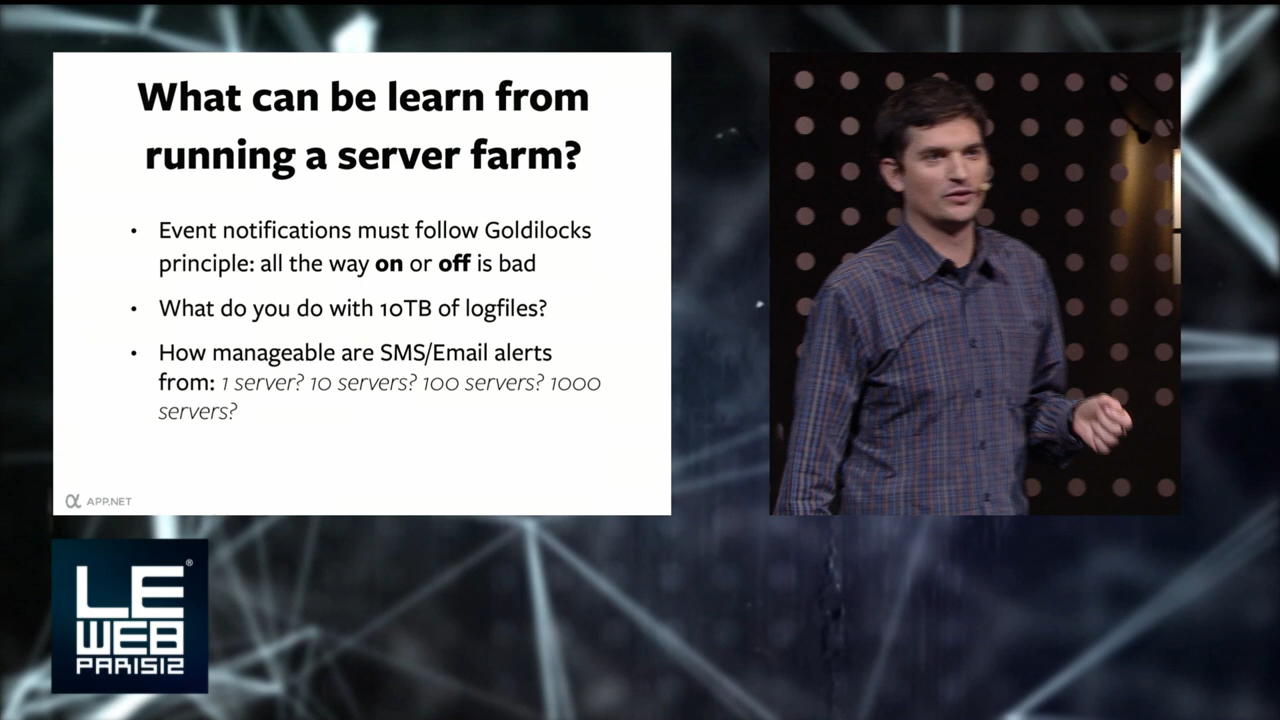 What can be learn from
running a server farm?
• Event notifications must follow Goldilocks
principle: all the way on or off is bad
• What do you do with 10TB of logfiles?
• How manageable are SMS/Email alerts
from: 1 server? 10 servers? 100 servers? 1000
servers?
α APP.NET
LE
WEB
PARIS12
®